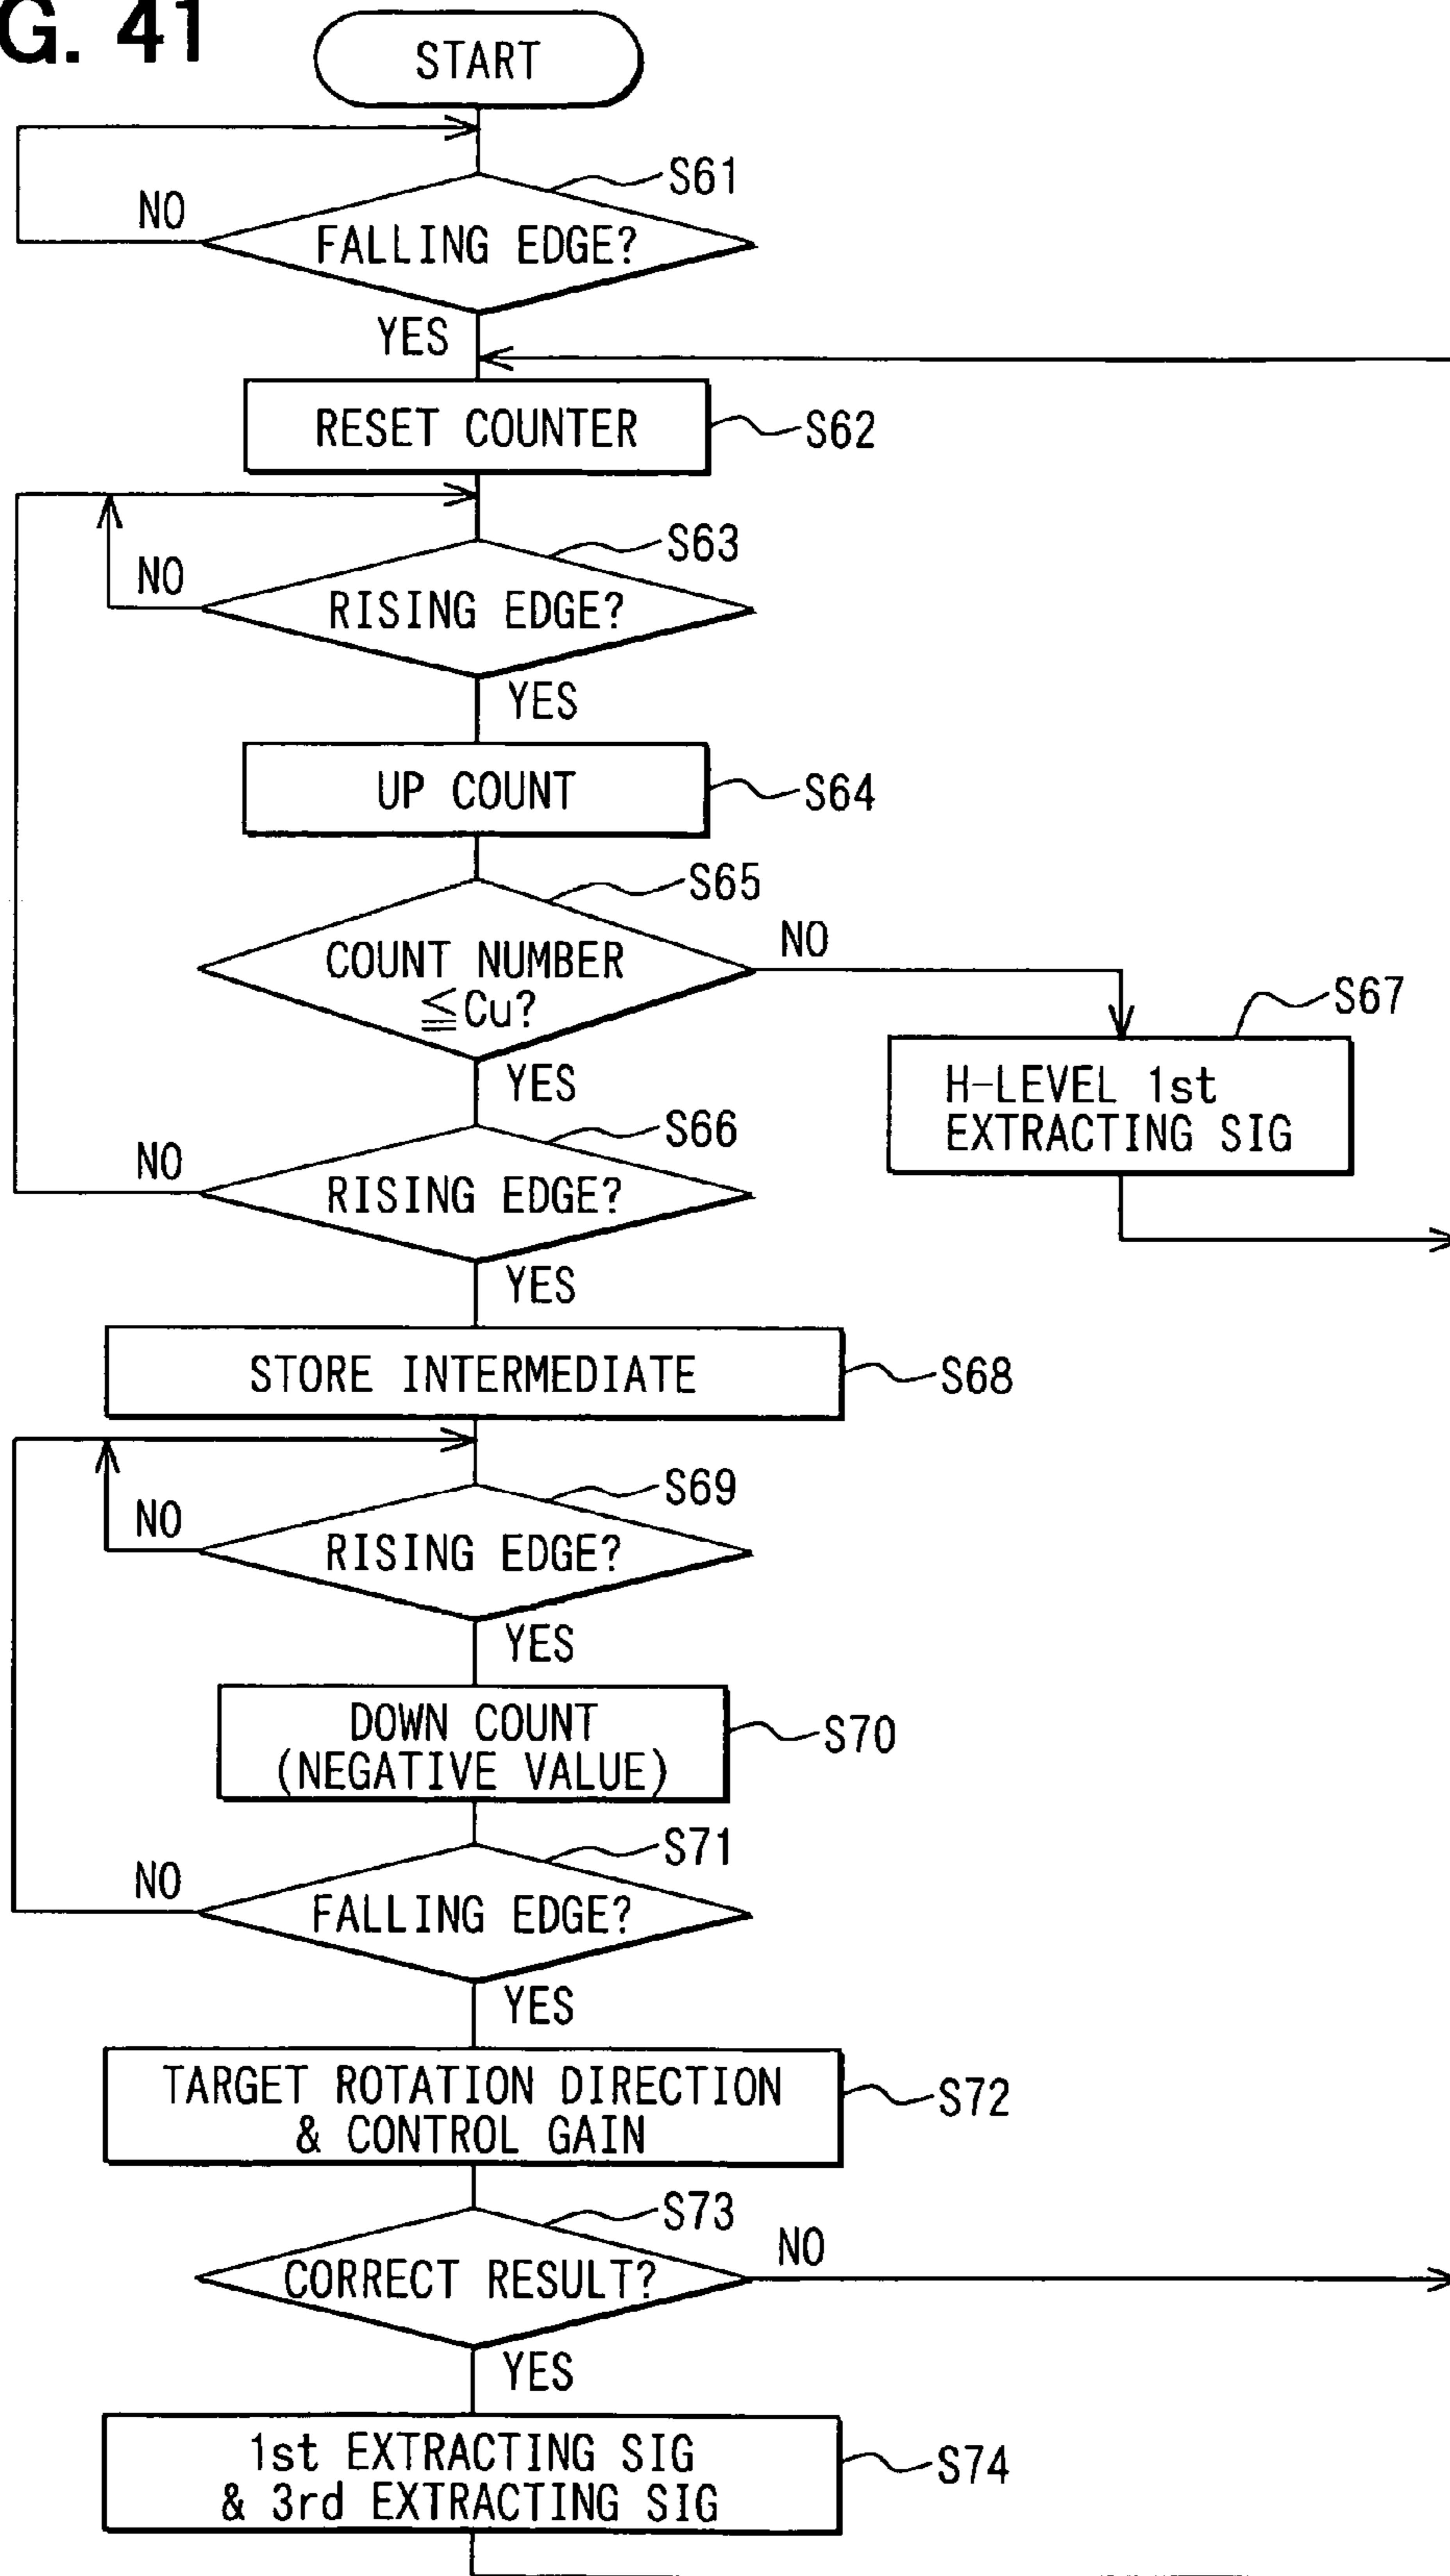 G. 41
START
S61
NO
FALLING EDGE?
YES
RESET COUNTER
S62
S63
NO
RISING EDGE?
YES
UP COUNT
S64
S65
COUNT NUMBER
≦Cu?
NO
S67
H-LEVEL 1st
EXTRACTING SIG
YES
S66
NO
RISING EDGE?
YES
STORE INTERMEDIATE
S68
S69
NO
RISING EDGE?
YES
DOWN COUNT
(NEGATIVE VALUE)
S70
S71
NO
FALLING EDGE?
YES
TARGET ROTATION DIRECTION
& CONTROL GAIN
S72
S73
CORRECT RESULT?
NO
YES
1st EXTRACTING SIG
& 3rd EXTRACTING SIG
S74